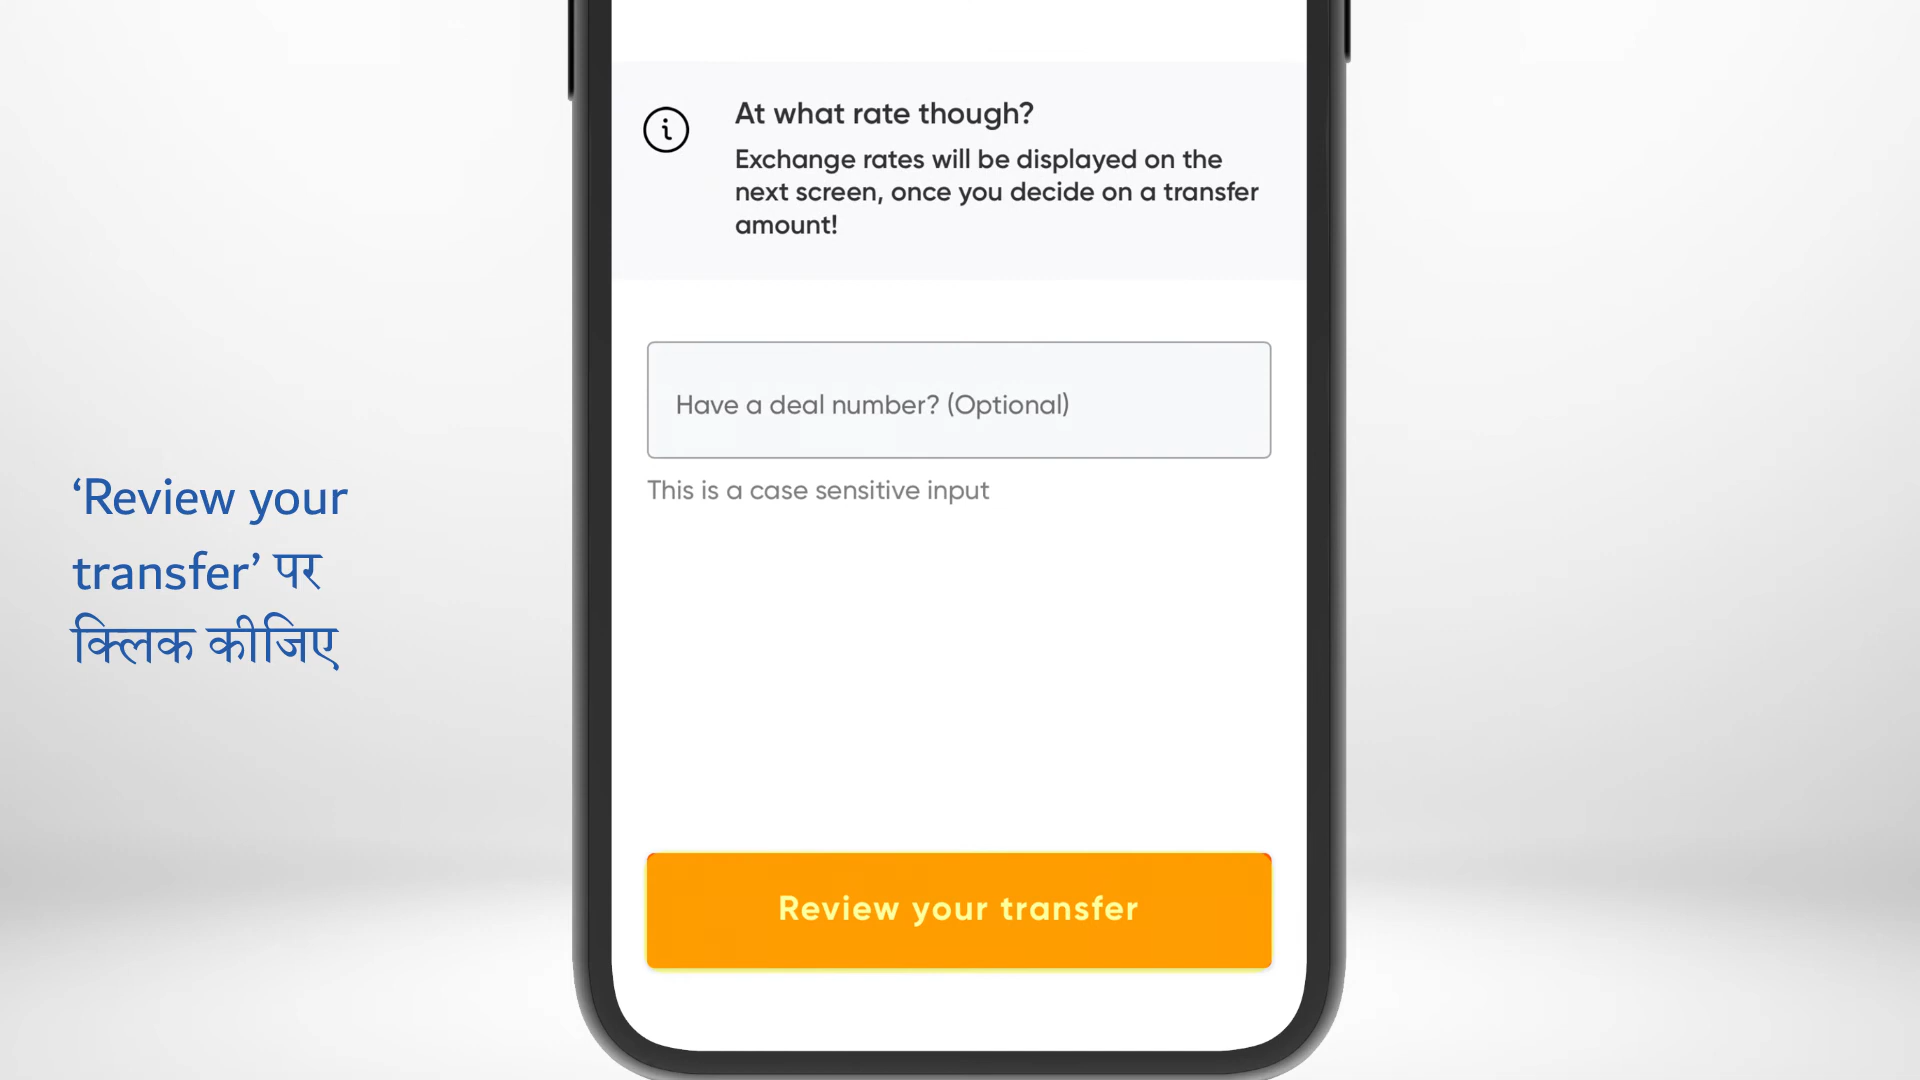 At what rate though?
Exchange rates will be displayed on the
next screen, once you decide on a transfer
amount!
Have a deal number? (Optional)
This is a case sensitive input
‘Review your
transfer’ पर
क्लिक कीजिए
Review your transfer